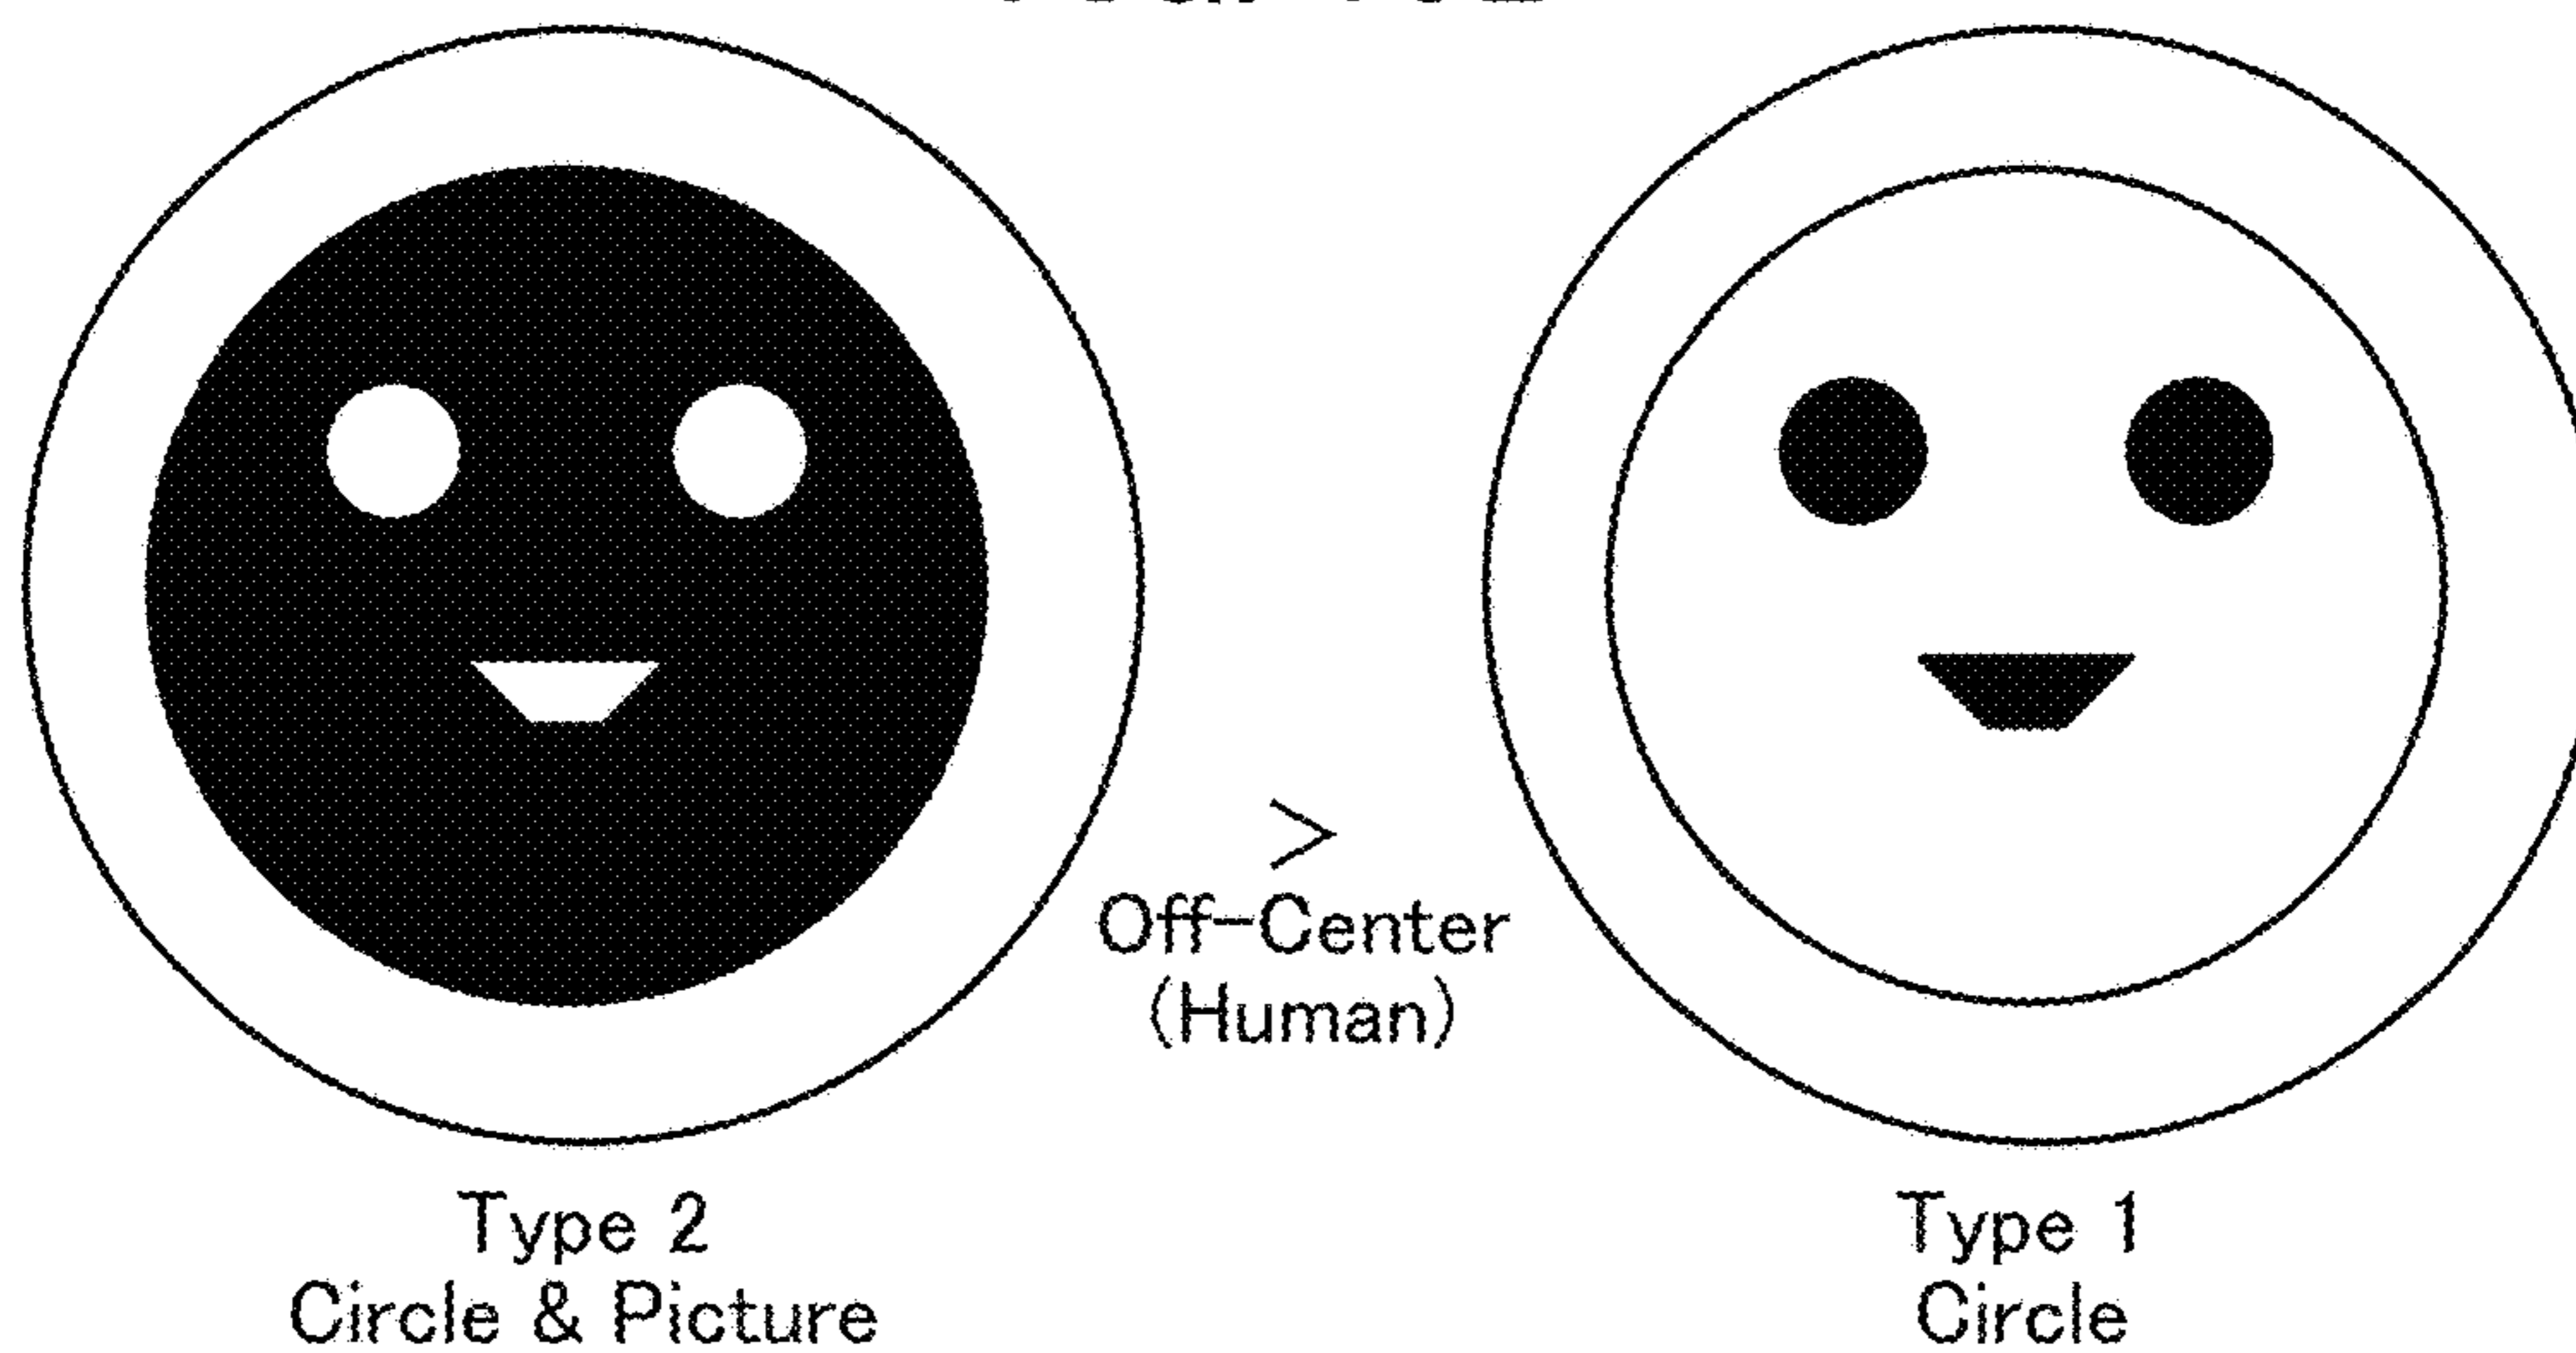 >
Off-Center
(Human)
Type 2
Circle & Picture
Type 1
Circle